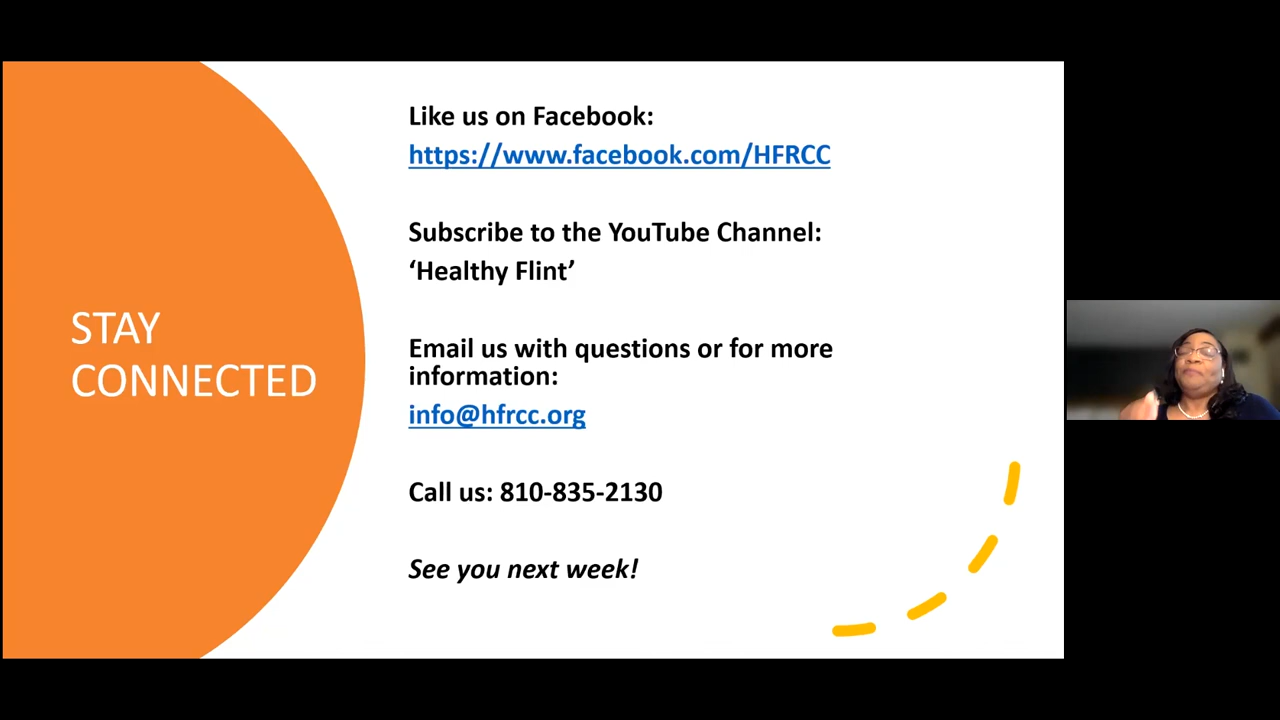 STAY
CONNECTED
Like us on Facebook:
https://www.facebook.com/HFRCC
Subscribe to the YouTube Channel:
‘Healthy Flint’
Email us with questions or for more
information:
info@hfrcc.org
Call us: 810-835-2130
See you next week!